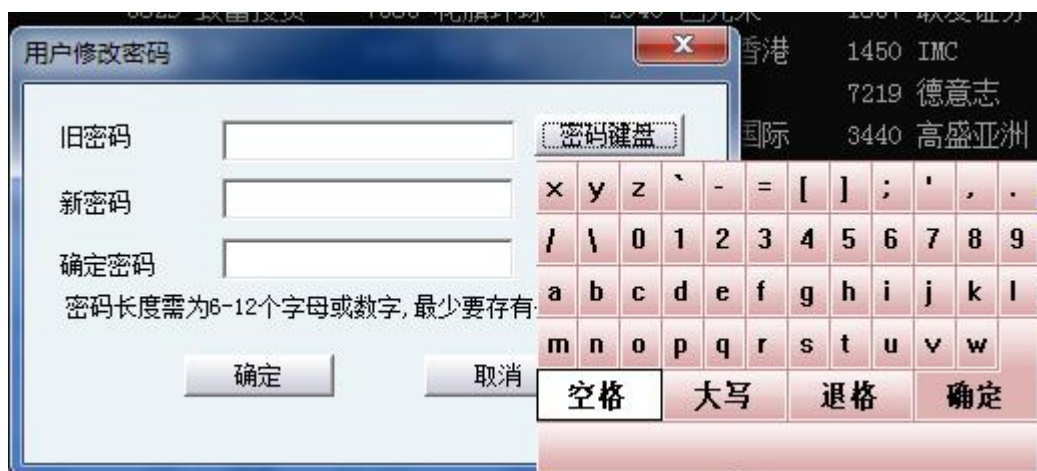 用户修改密码
香港 1450 IMC
7219 德意志
国际 3440 高盛亚洲
旧密码 密码键盘
新密码
确定密码
密码长度需为6-12个字母或数字,最少要存有
确定 取消
x y z ` - = [ ] ; ' , .
/ \ 0 1 2 3 4 5 6 7 8 9
a b c d e f g h i j k l
m n o p q r s t u v w
空格 大写 退格 确定